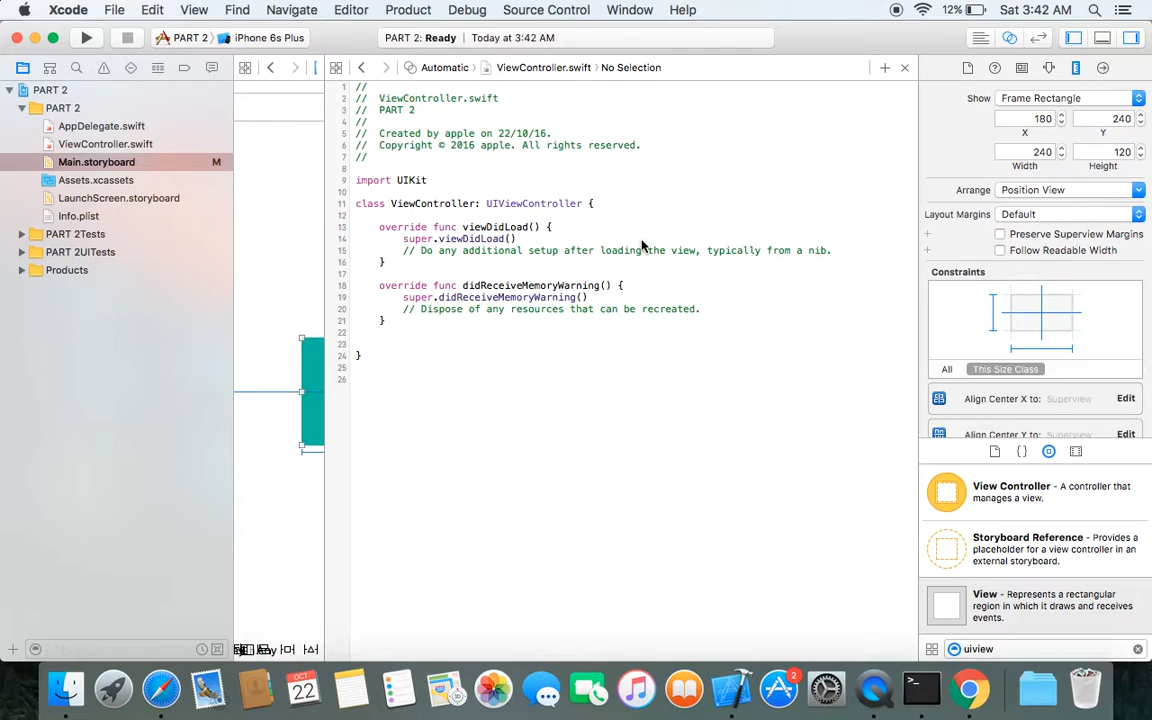 Xcode File Edit View Find Navigate Editor Product Debug Source Control Window Help 12% Sat 3:42 AM
PART 2 iPhone 6s Plus PART 2: Ready Today at 3:42 AM
Automatic ViewController.swift No Selection
PART 2
PART 2
AppDelegate.swift
ViewController.swift
Main.storyboard M
Assets.xcassets
LaunchScreen.storyboard
Info.plist
PART 2Tests
PART 2UITests
Products
1 //
2 // ViewController.swift
3 // PART 2
4 //
5 // Created by apple on 22/10/16.
6 // Copyright © 2016 apple. All rights reserved.
7 //
8
9 import UIKit
10
11 class ViewController: UIViewController {
12
13 override func viewDidLoad() {
14 super.viewDidLoad()
15 // Do any additional setup after loading the view, typically from a nib.
16 }
17
18 override func didReceiveMemoryWarning() {
19 super.didReceiveMemoryWarning()
20 // Dispose of any resources that can be recreated.
21 }
22
23
24 }
25
26
Show Frame Rectangle
180 240
X Y
240 120
Width Height
Arrange Position View
Layout Margins Default
Preserve Superview Margins
Follow Readable Width
Constraints
All This Size Class
Align Center X to: Superview Edit
Align Center Y to: Superview Edit
View Controller - A controller that
manages a view.
Storyboard Reference - Provides a
placeholder for a view controller in an
external storyboard.
View - Represents a rectangular
region in which it draws and receives
events.
uiview
OCT
22
2